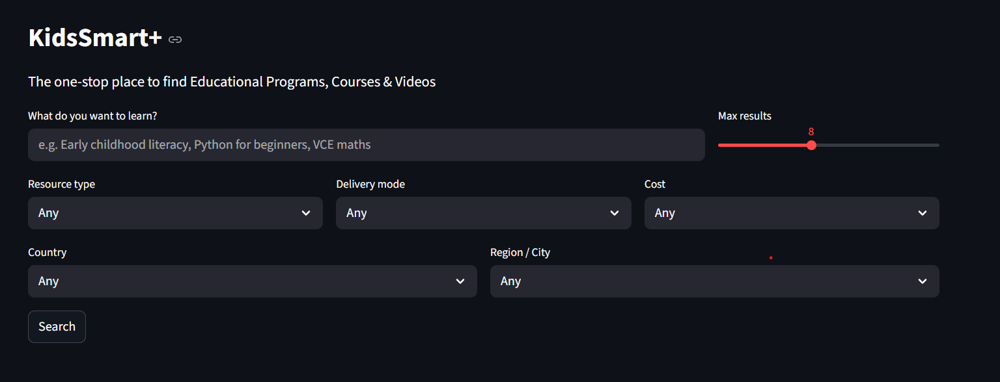 KidsSmart+
The one-stop place to find Educational Programs, Courses & Videos
What do you want to learn?
Max results
8
e.g. Early childhood literacy, Python for beginners, VCE maths
Resource type
Delivery mode
Cost
Any
Any
Any
Country
Region / City
Any
Any
Search